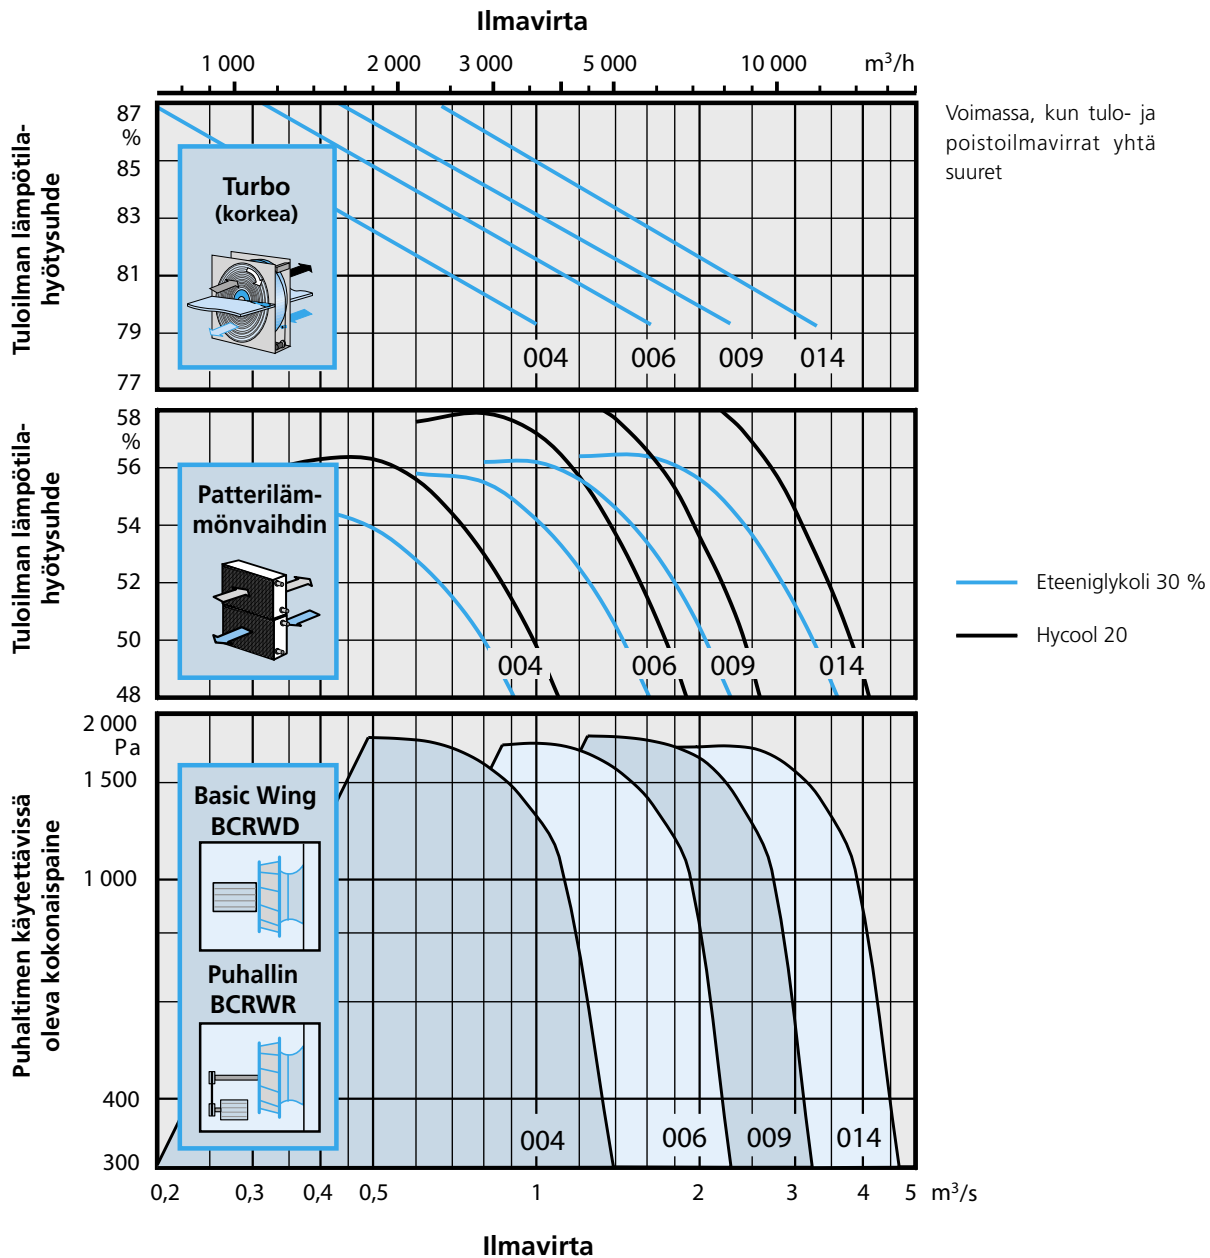 Ilmavirta
1 000 2 000 3 000 5 000 10 000 m³/h
Tuloilman lämpötila-
hyötysuhde
87
%
85
83
81
79
77
Turbo
(korkea)
004 006 009 014
Voimassa, kun tulo- ja
poistoilmavirrat yhtä
suuret
Tuloilman lämpötila-
hyötysuhde
58
%
56
54
52
50
48
Patteriläm-
mönvaihdin
004 006 009 014
Eteeniglykoli 30 %
Hycool 20
Puhaltimen käytettävissä
oleva kokonaispaine
2 000
Pa
1 500
1 000
400
300
Basic Wing
BCRWD
Puhallin
BCRWR
004 006 009 014
0,2 0,3 0,4 0,5 1 2 3 4 5 m³/s
Ilmavirta